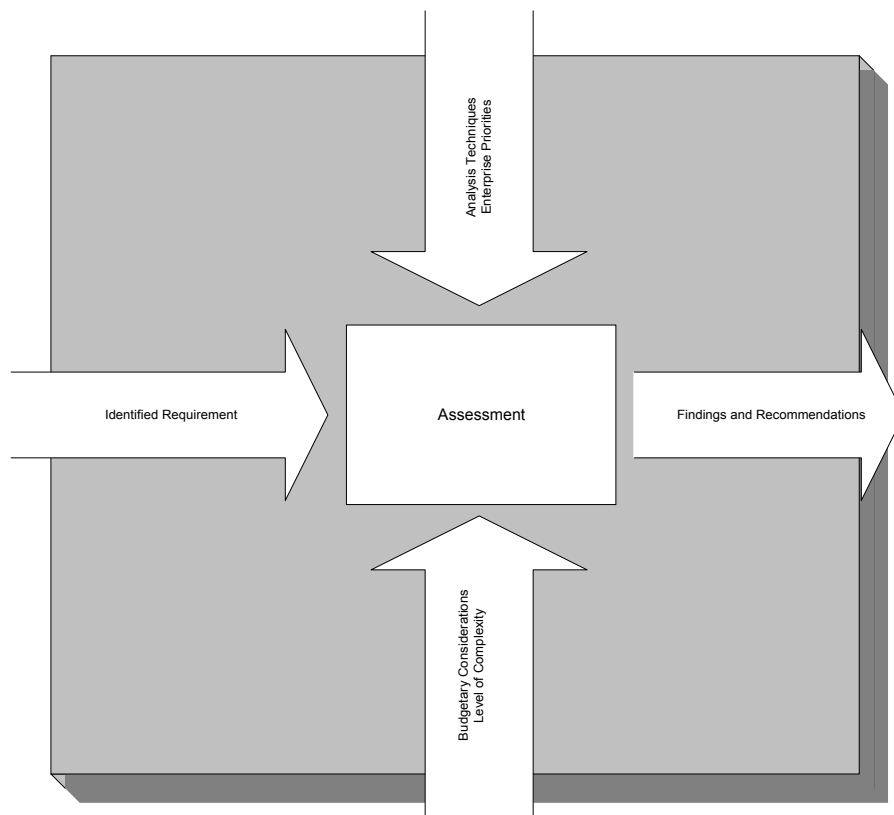 Analysis Techniques
Enterprise Priorities
Identified Requirement
Assessment
Findings and Recommendations
Budgetary Considerations
Level of Complexity